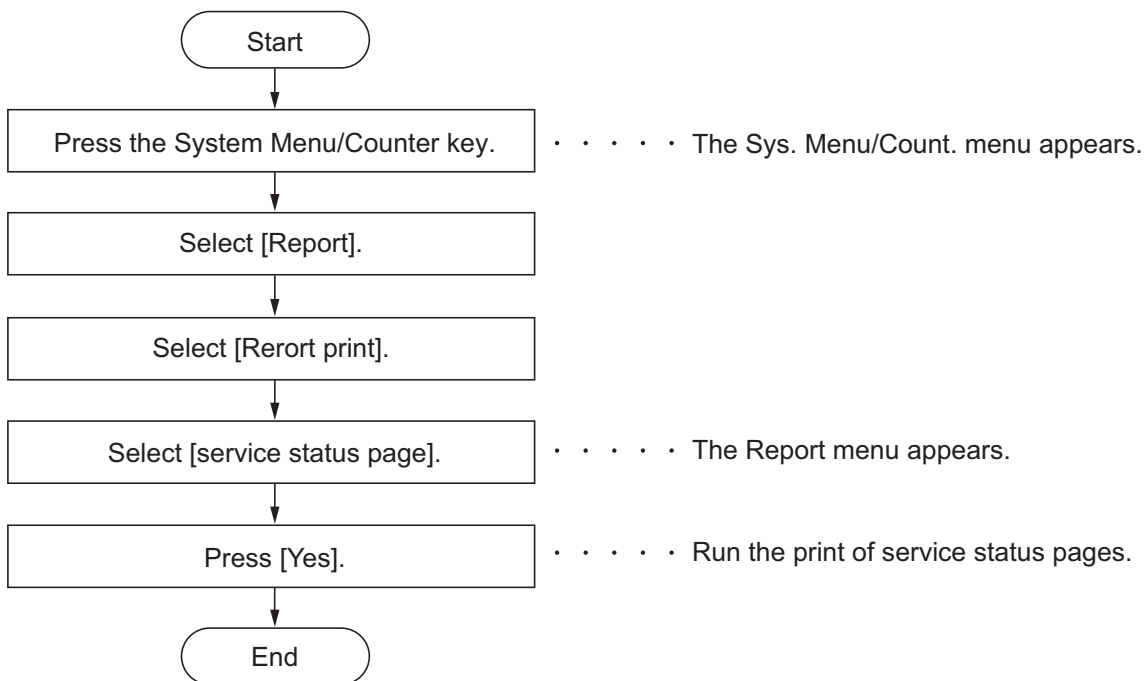 Start
Press the System Menu/Counter key. · · · · · The Sys. Menu/Count. menu appears.
Select [Report].
Select [Rerort print].
Select [service status page]. · · · · · The Report menu appears.
Press [Yes]. · · · · · Run the print of service status pages.
End